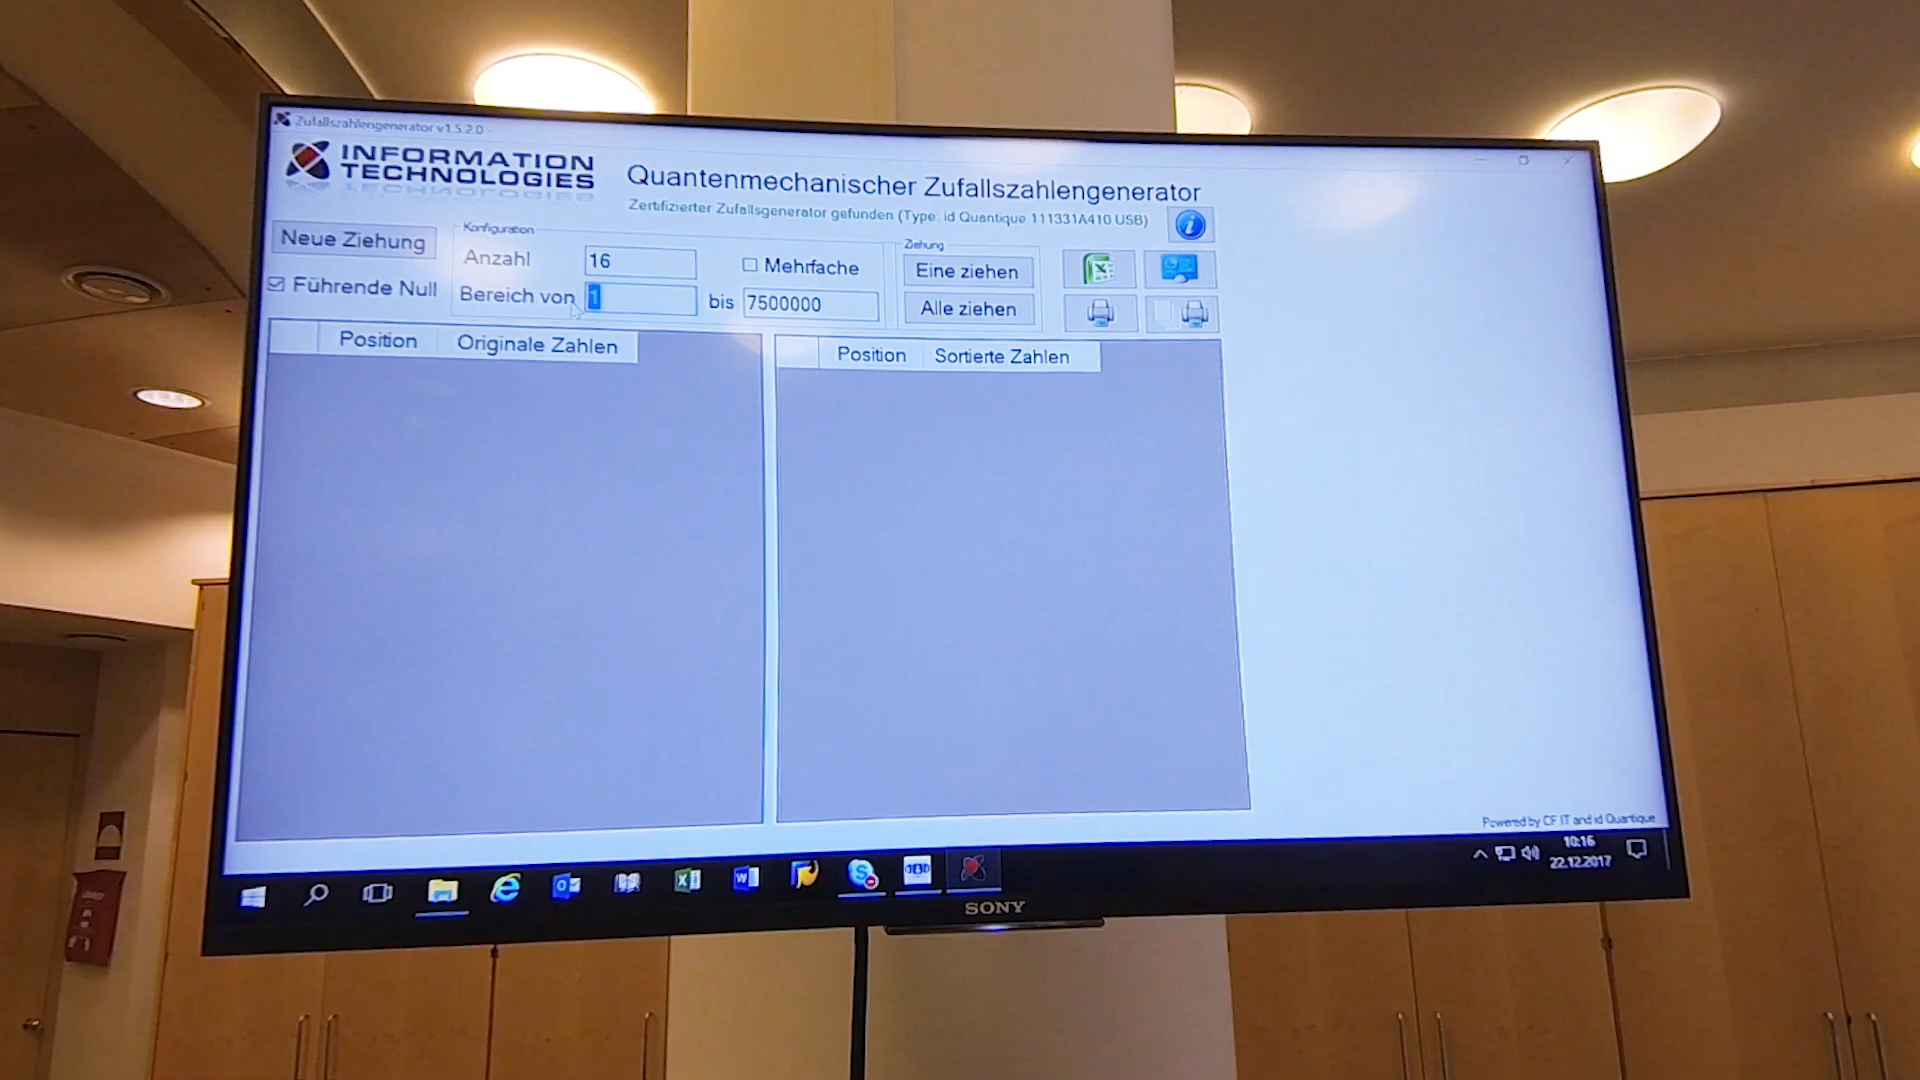 Zufallszahlengenerator v1.5.2.0 -
INFORMATION
TECHNOLOGIES
Quantenmechanischer Zufallszahlengenerator
Zertifizierter Zufallsgenerator gefunden (Type: id Quantique 111331A410 USB)
Neue Ziehung
Führende Null
Konfiguration
Anzahl 16
Mehrfache
Bereich von 1 bis 7500000
Ziehung
Eine ziehen
Alle ziehen
Position Originale Zahlen
Position Sortierte Zahlen
Powered by CF IT and id Quantique
10:16
22.12.2017
SONY